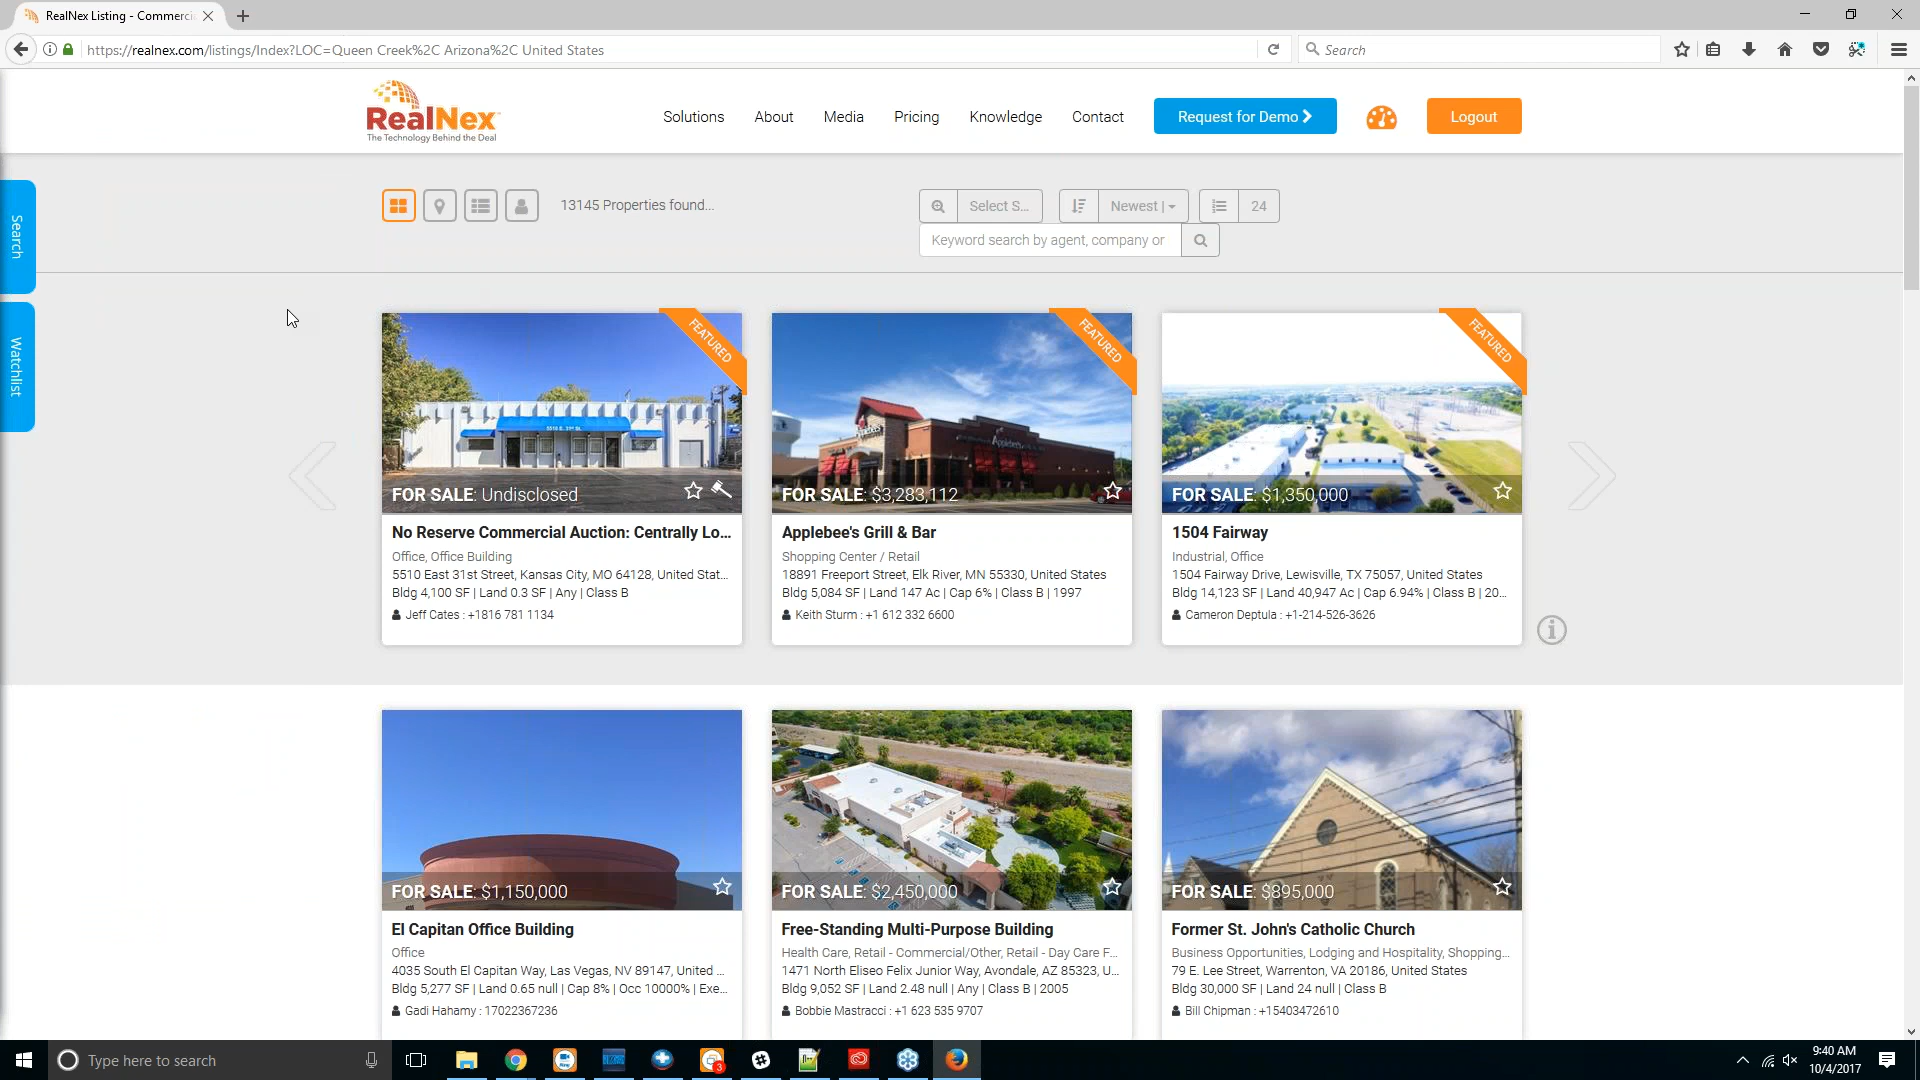 RealNex Listing - Commerci
https://realnex.com/listings/Index?LOC=Queen Creek%2C Arizona%2C United States
Search
RealNex
The Technology Behind the Deal
Solutions
About
Media
Pricing
Knowledge
Contact
Request for Demo
Logout
Search
Watchlist
13145 Properties found...
Select S...
Newest |
24
Keyword search by agent, company or
FEATURED
5510 E. 31st St.
FOR SALE: Undisclosed
No Reserve Commercial Auction: Centrally Lo...
Office, Office Building
5510 East 31st Street, Kansas City, MO 64128, United Stat...
Bldg 4,100 SF | Land 0.3 SF | Any | Class B
Jeff Cates : +1816 781 1134
FEATURED
Applebee's
Applebee's
FOR SALE: $3,283,112
Applebee's Grill & Bar
Shopping Center / Retail
18891 Freeport Street, Elk River, MN 55330, United States
Bldg 5,084 SF | Land 147 Ac | Cap 6% | Class B | 1997
Keith Sturm : +1 612 332 6600
FEATURED
FOR SALE: $1,350,000
1504 Fairway
Industrial, Office
1504 Fairway Drive, Lewisville, TX 75057, United States
Bldg 14,123 SF | Land 40,947 Ac | Cap 6.94% | Class B | 20...
Cameron Deptula : +1-214-526-3626
FOR SALE: $1,150,000
El Capitan Office Building
Office
4035 South El Capitan Way, Las Vegas, NV 89147, United ...
Bldg 5,277 SF | Land 0.65 null | Cap 8% | Occ 10000% | Exe...
Gadi Hahamy : 17022367236
FOR SALE: $2,450,000
Free-Standing Multi-Purpose Building
Health Care, Retail - Commercial/Other, Retail - Day Care F...
1471 North Eliseo Felix Junior Way, Avondale, AZ 85323, U...
Bldg 9,052 SF | Land 2.48 null | Any | Class B | 2005
Bobbie Mastracci : +1 623 535 9707
FOR SALE: $895,000
Former St. John's Catholic Church
Business Opportunities, Lodging and Hospitality, Shopping...
79 E. Lee Street, Warrenton, VA 20186, United States
Bldg 30,000 SF | Land 24 null | Class B
Bill Chipman : +15403472610
Type here to search
3
9:40 AM
10/4/2017